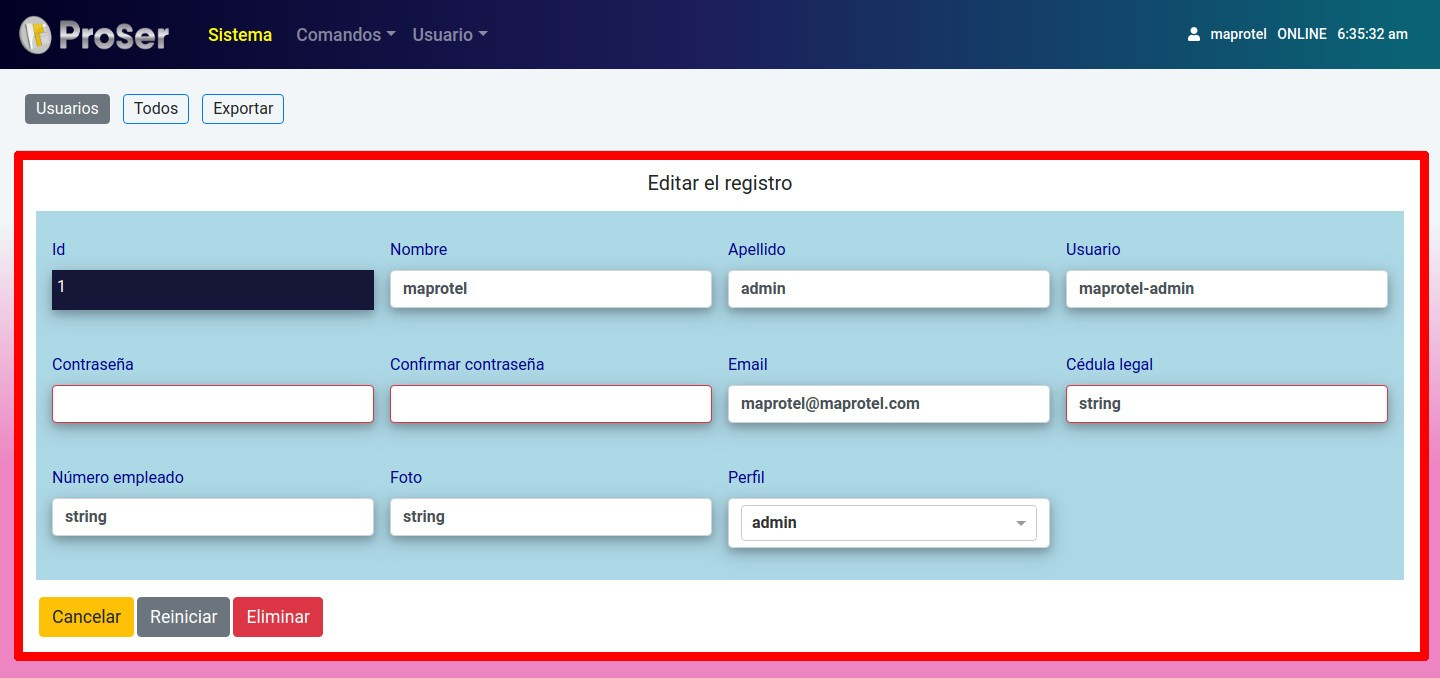 ProSer Sistema Comandos Usuario maprotel ONLINE 6:35:32 am
Usuarios Todos Exportar
Editar el registro
Id Nombre Apellido Usuario
1 maprotel admin maprotel-admin
Contraseña Confirmar contraseña Email Cédula legal
maprotel@maprotel.com string
Número empleado Foto Perfil
string string admin
Cancelar Reiniciar Eliminar